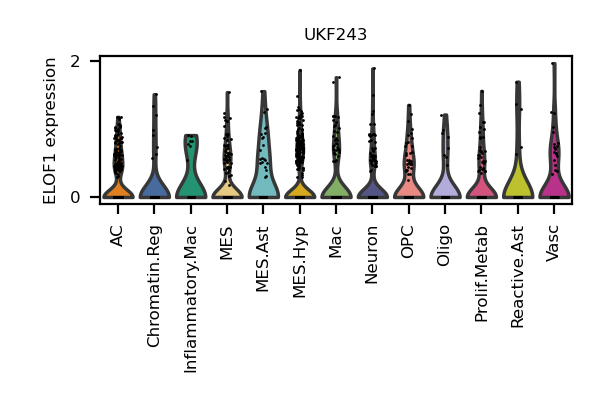 UKF243
ELOF1 expression
2
0
AC
Chromatin.Reg
Inflammatory.Mac
MES
MES.Ast
MES.Hyp
Mac
Neuron
OPC
Oligo
Prolif.Metab
Reactive.Ast
Vasc